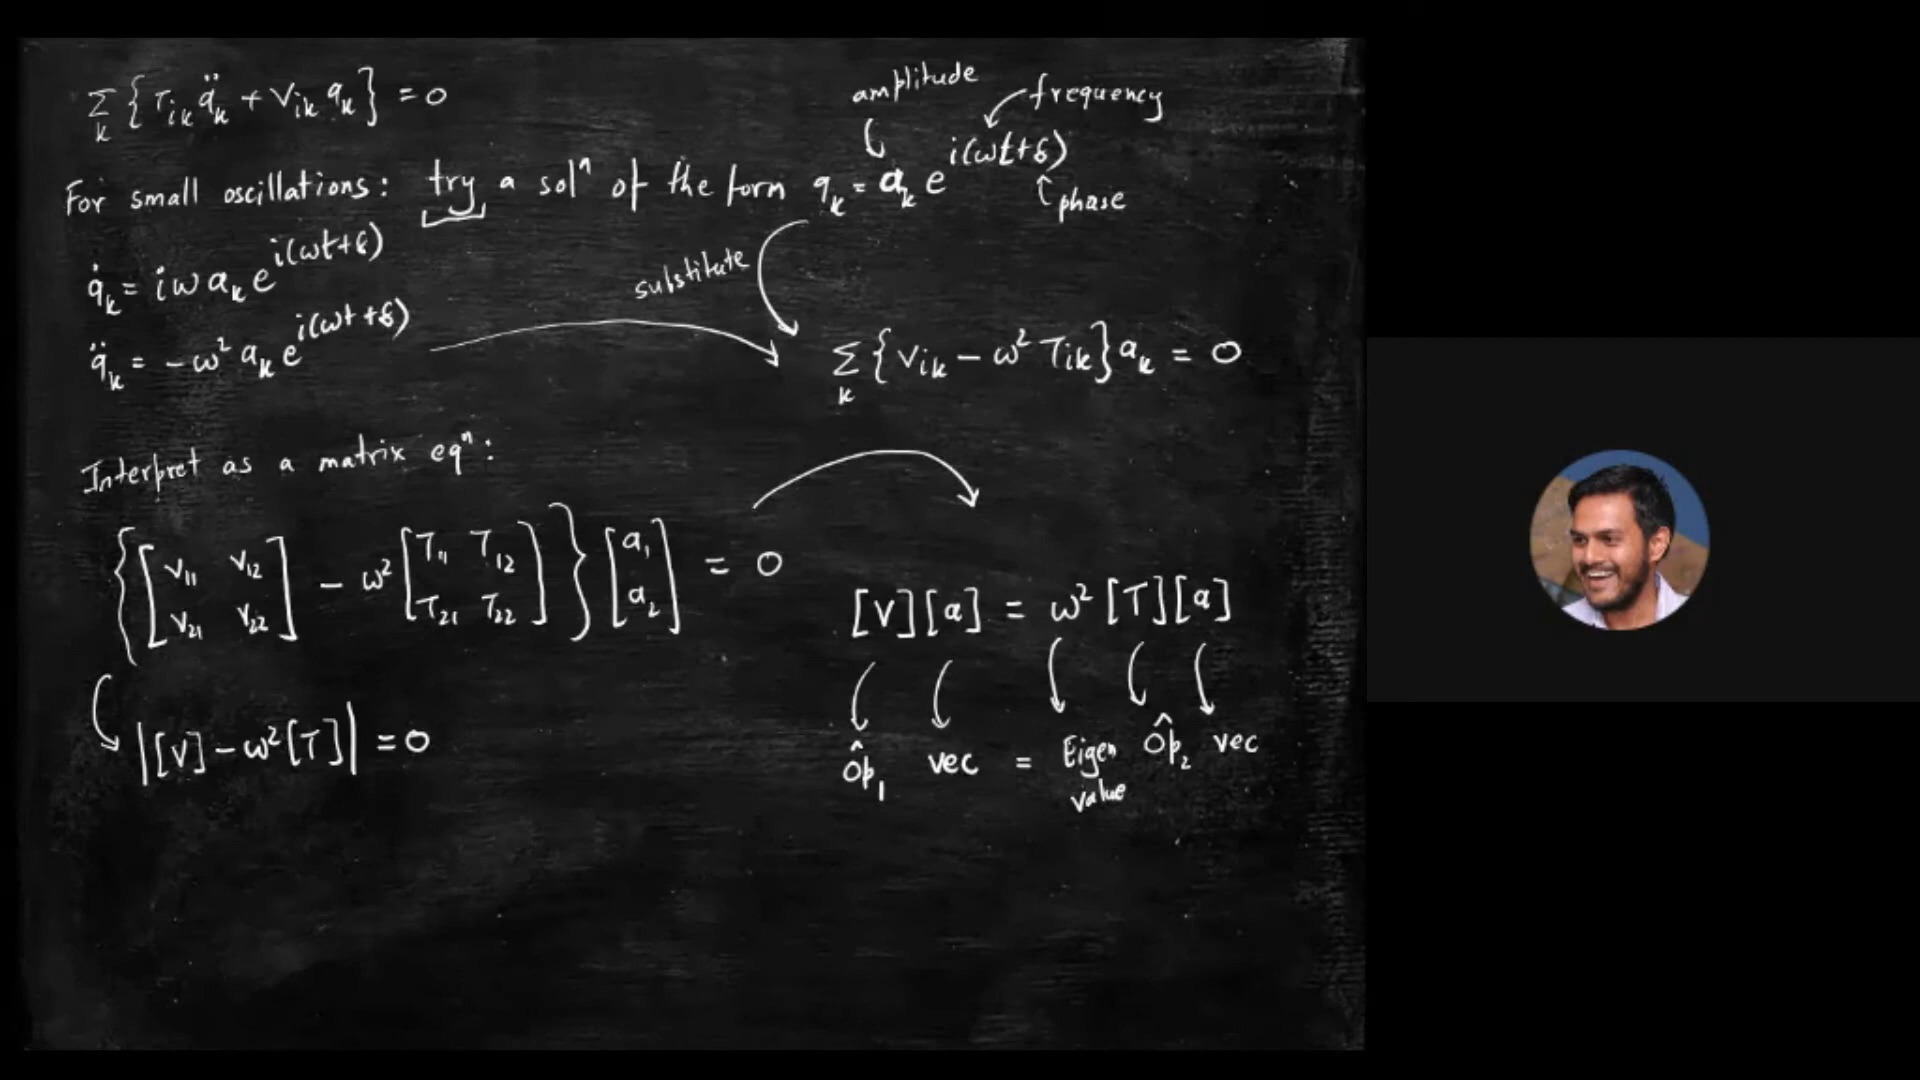 Σ_k { T_ik q̈_k + V_ik q_k } = 0
amplitude
frequency
For small oscillations: try a solⁿ of the form q_k = a_k e^{i(ωt+δ)}
phase
q̇_k = iω a_k e^{i(ωt+δ)}
substitute
q̈_k = -ω² a_k e^{i(ωt+δ)}
Σ_k { V_ik - ω² T_ik } a_k = 0
Interpret as a matrix eqⁿ:
{ [ V₁₁ V₁₂ ; V₂₁ V₂₂ ] - ω² [ T₁₁ T₁₂ ; T₂₁ T₂₂ ] } [ a₁ ; a₂ ] = 0
[V][a] = ω² [T][a]
|[V] - ω²[T]| = 0
Ôp₁ vec = Eigen value Ôp₂ vec